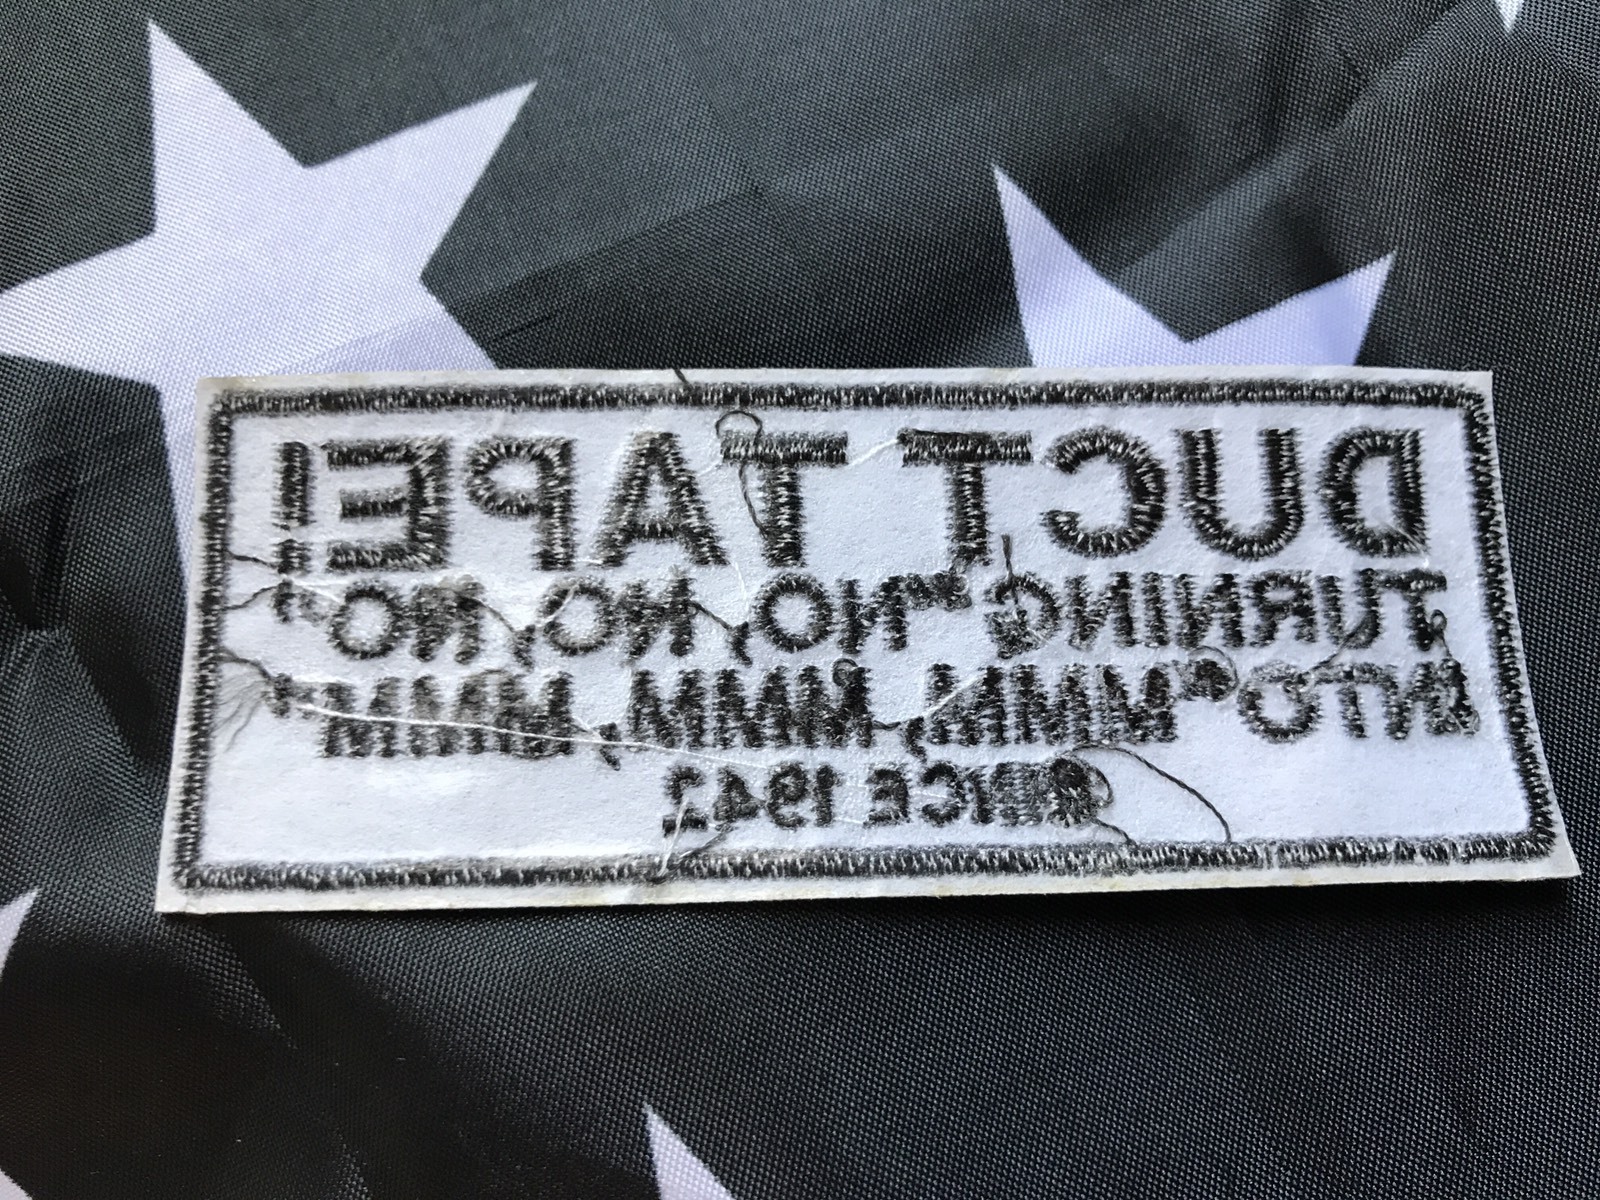 DUCT TAPE!
TURNING "NO, NO, NO"
INTO "MMM, MMM, MMM"
SINCE 1942